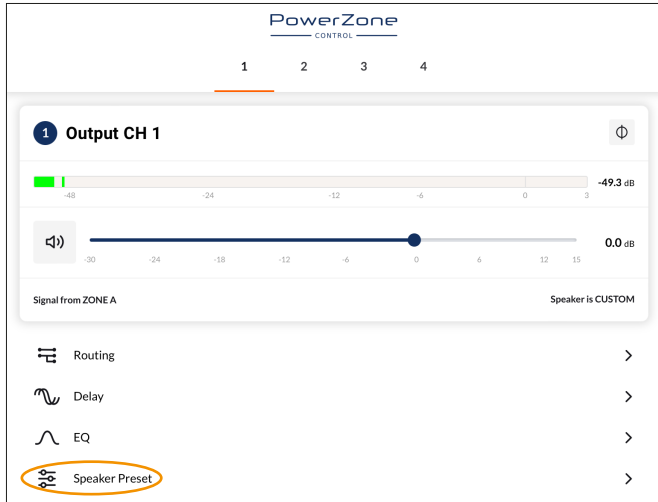 PowerZone
CONTROL
1 2 3 4
1 Output CH 1
-49.3 dB
-48 -24 -12 -6 0 3
0.0 dB
-30 -24 -18 -12 -6 0 6 12 15
Signal from ZONE A Speaker is CUSTOM
Routing
Delay
EQ
Speaker Preset